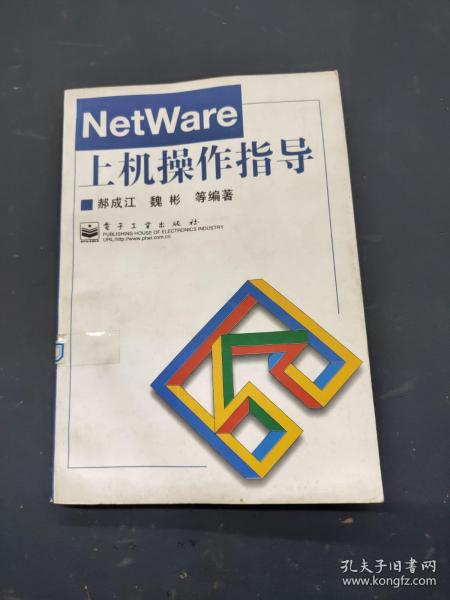 NetWare
上机操作指导
郝成江 魏彬 等编著
电子工业出版社
PUBLISHING HOUSE OF ELECTRONICS INDUSTRY
URL:http://www.phei.com.cn
孔夫子旧书网
www.kongfz.com